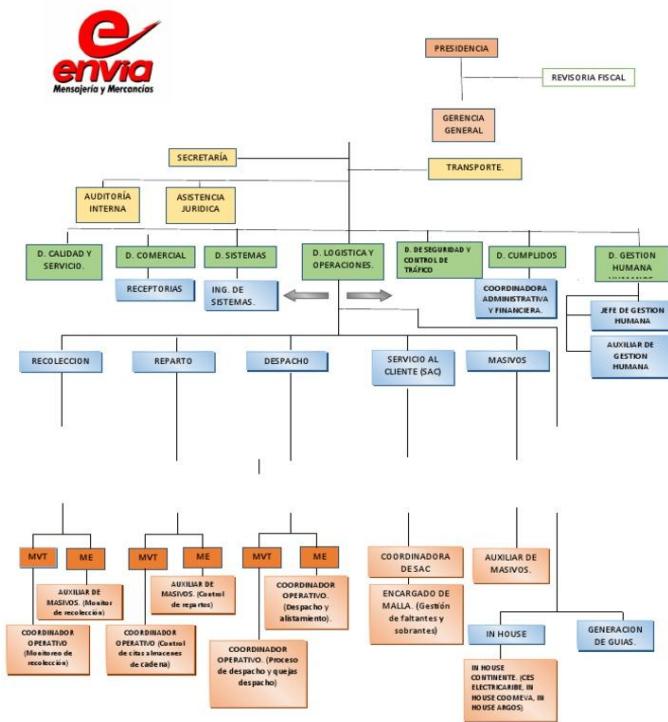 envía
Mensajería y Mercancías
PRESIDENCIA
REVISORIA FISCAL
GERENCIA
GENERAL
SECRETARÍA
TRANSPORTE.
AUDITORÍA
INTERNA
ASISTENCIA
JURIDICA
D. CALIDAD Y
SERVICIO.
D. COMERCIAL
D. SISTEMAS
D. LOGISTICA Y
OPERACIONES.
D. DE SEGURIDAD Y
CONTROL DE
TRÁFICO
D. CUMPLIDOS
D. GESTION
HUMANA
RECEPTORIAS
ING. DE
SISTEMAS.
COORDINADORA
ADMINISTRATIVA
Y FINANCIERA.
JEFE DE GESTION
HUMANA
AUXILIAR DE
GESTION
HUMANA
RECOLECCION
REPARTO
DESPACHO
SERVICIO AL
CLIENTE (SAC)
MASIVOS
MVT
ME
MVT
ME
MVT
ME
AUXILIAR DE
MASIVOS. (Monitor
de recolección)
COORDINADOR
OPERATIVO
(Monitoreo de
recolección)
AUXILIAR DE
MASIVOS. (Control
de repartos)
COORDINADOR
OPERATIVO. (Control
de citas almacenes
de cadena)
COORDINADOR
OPERATIVO.
(Despacho y
alistamiento).
COORDINADOR
OPERATIVO. (Proceso
de despacho y quejas
despacho)
COORDINADORA
DE SAC
ENCARGADO DE
MALLA. (Gestión
de faltantes y
sobrantes)
AUXILIAR DE
MASIVOS.
IN HOUSE
GENERACION
DE GUIAS.
IN HOUSE
CONTINENTE. (CES
ELECTRICARIBE, IN
HOUSE COOMEVA, IN
HOUSE ARGOS)